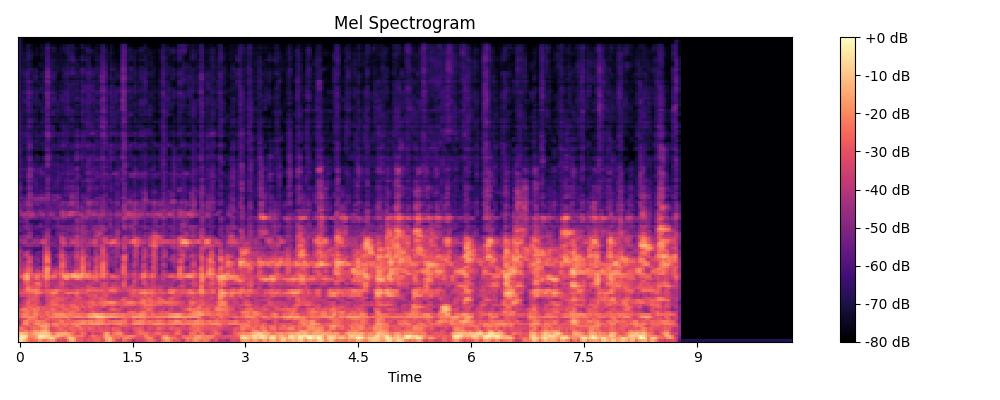 Mel Spectrogram
+0 dB
-10 dB
-20 dB
-30 dB
-40 dB
-50 dB
-60 dB
-70 dB
-80 dB
0 1.5 3 4.5 6 7.5 9
Time